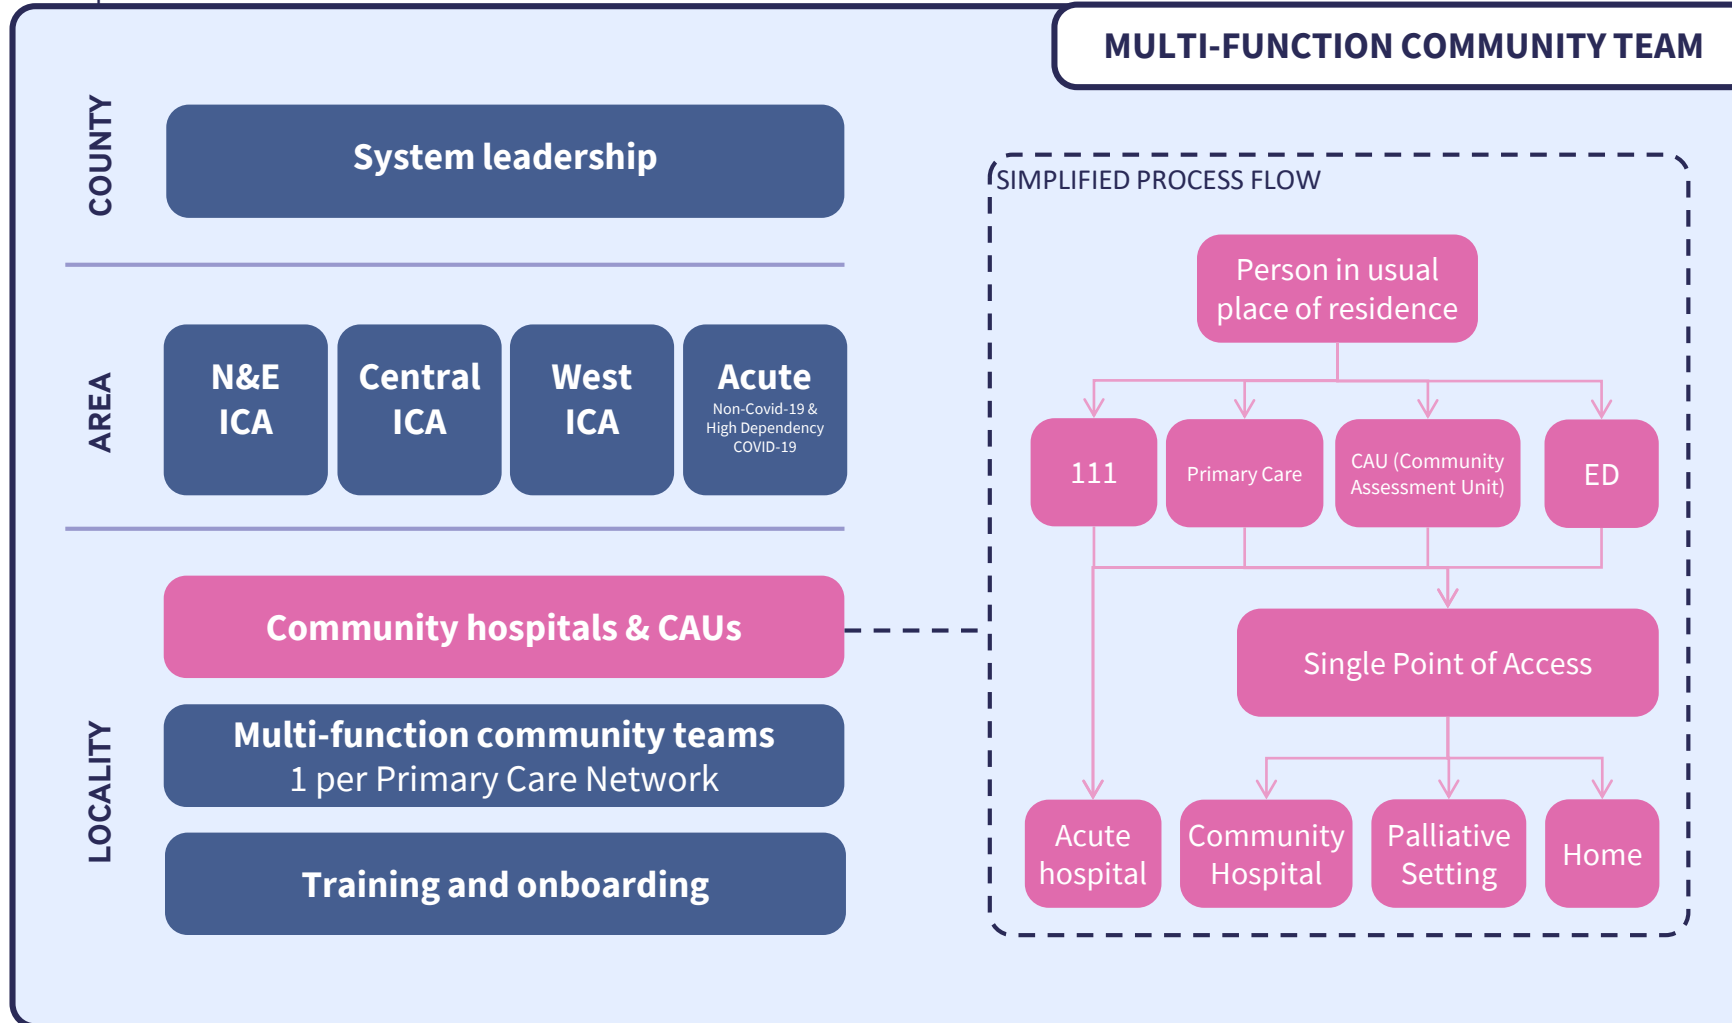 MULTI-FUNCTION COMMUNITY TEAM
COUNTY
System leadership
AREA
N&E
ICA
Central
ICA
West
ICA
Acute
Non-Covid-19 &
High Dependency
COVID-19
LOCALITY
Community hospitals & CAUs
Multi-function community teams
1 per Primary Care Network
Training and onboarding
SIMPLIFIED PROCESS FLOW
Person in usual
place of residence
111
Primary Care
CAU (Community
Assessment Unit)
ED
Single Point of Access
Acute
hospital
Community
Hospital
Palliative
Setting
Home